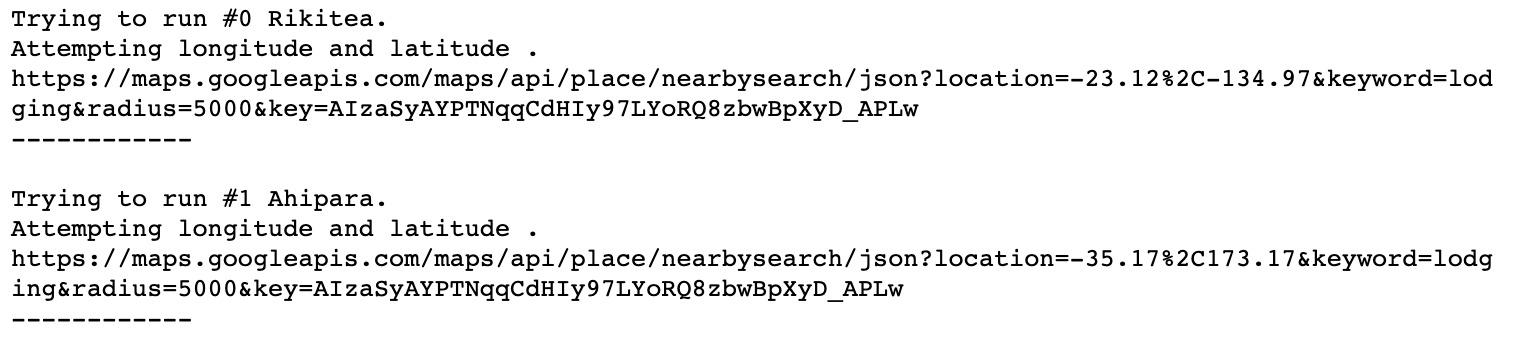 Trying to run #0 Rikitea.
Attempting longitude and latitude .
https://maps.googleapis.com/maps/api/place/nearbysearch/json?location=-23.12%2C-134.97&keyword=lod
ging&radius=5000&key=AIzaSyAYPTNqqCdHIy97LYoRQ8zbwBpXyD_APLw
------------
Trying to run #1 Ahipara.
Attempting longitude and latitude .
https://maps.googleapis.com/maps/api/place/nearbysearch/json?location=-35.17%2C173.17&keyword=lodg
ing&radius=5000&key=AIzaSyAYPTNqqCdHIy97LYoRQ8zbwBpXyD_APLw
------------